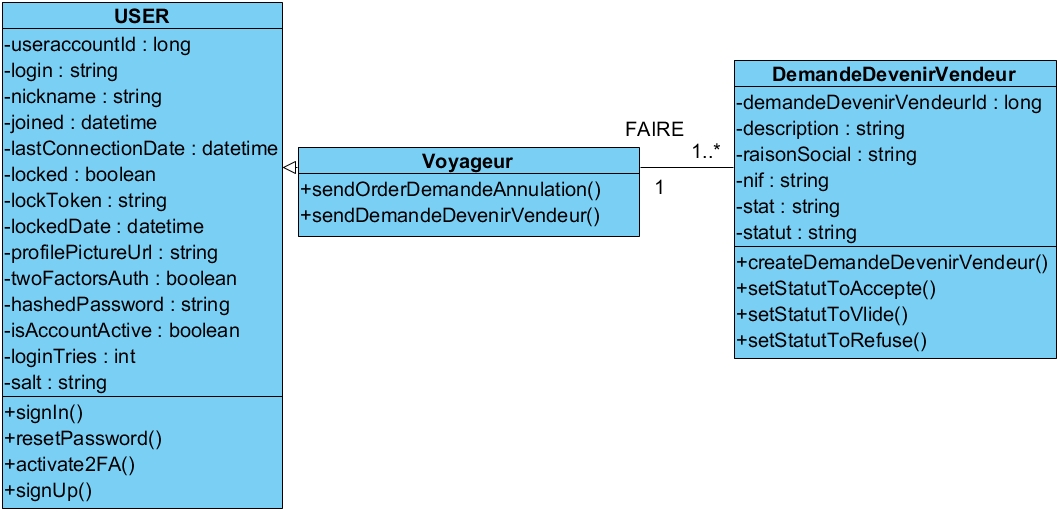 USER
-useraccountId : long
-login : string
-nickname : string
-joined : datetime
-lastConnectionDate : datetime
-locked : boolean
-lockToken : string
-lockedDate : datetime
-profilePictureUrl : string
-twoFactorsAuth : boolean
-hashedPassword : string
-isAccountActive : boolean
-loginTries : int
-salt : string
+signIn()
+resetPassword()
+activate2FA()
+signUp()
Voyageur
+sendOrderDemandeAnnulation()
+sendDemandeDevenirVendeur()
FAIRE
1..*
1
DemandeDevenirVendeur
-demandeDevenirVendeurId : long
-description : string
-raisonSocial : string
-nif : string
-stat : string
-statut : string
+createDemandeDevenirVendeur()
+setStatutToAccepte()
+setStatutToVlide()
+setStatutToRefuse()